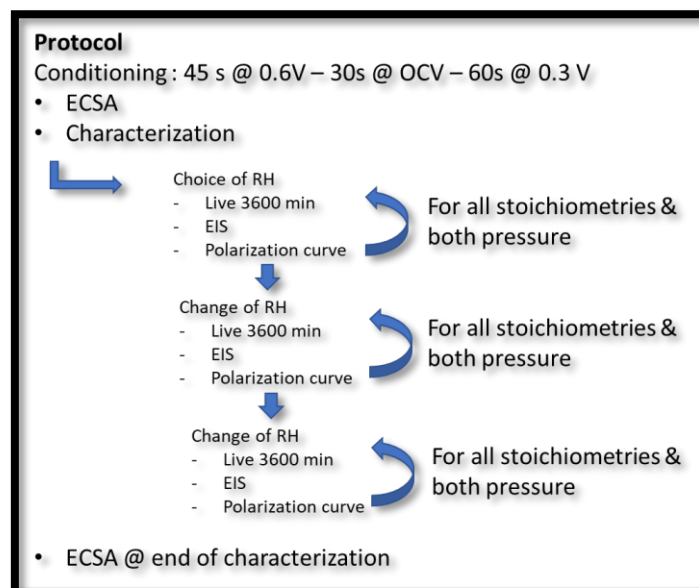 Protocol
Conditioning : 45 s @ 0.6V – 30s @ OCV – 60s @ 0.3 V
• ECSA
• Characterization
Choice of RH
- Live 3600 min
- EIS
- Polarization curve
For all stoichiometries &
both pressure
Change of RH
- Live 3600 min
- EIS
- Polarization curve
For all stoichiometries &
both pressure
Change of RH
- Live 3600 min
- EIS
- Polarization curve
For all stoichiometries &
both pressure
• ECSA @ end of characterization